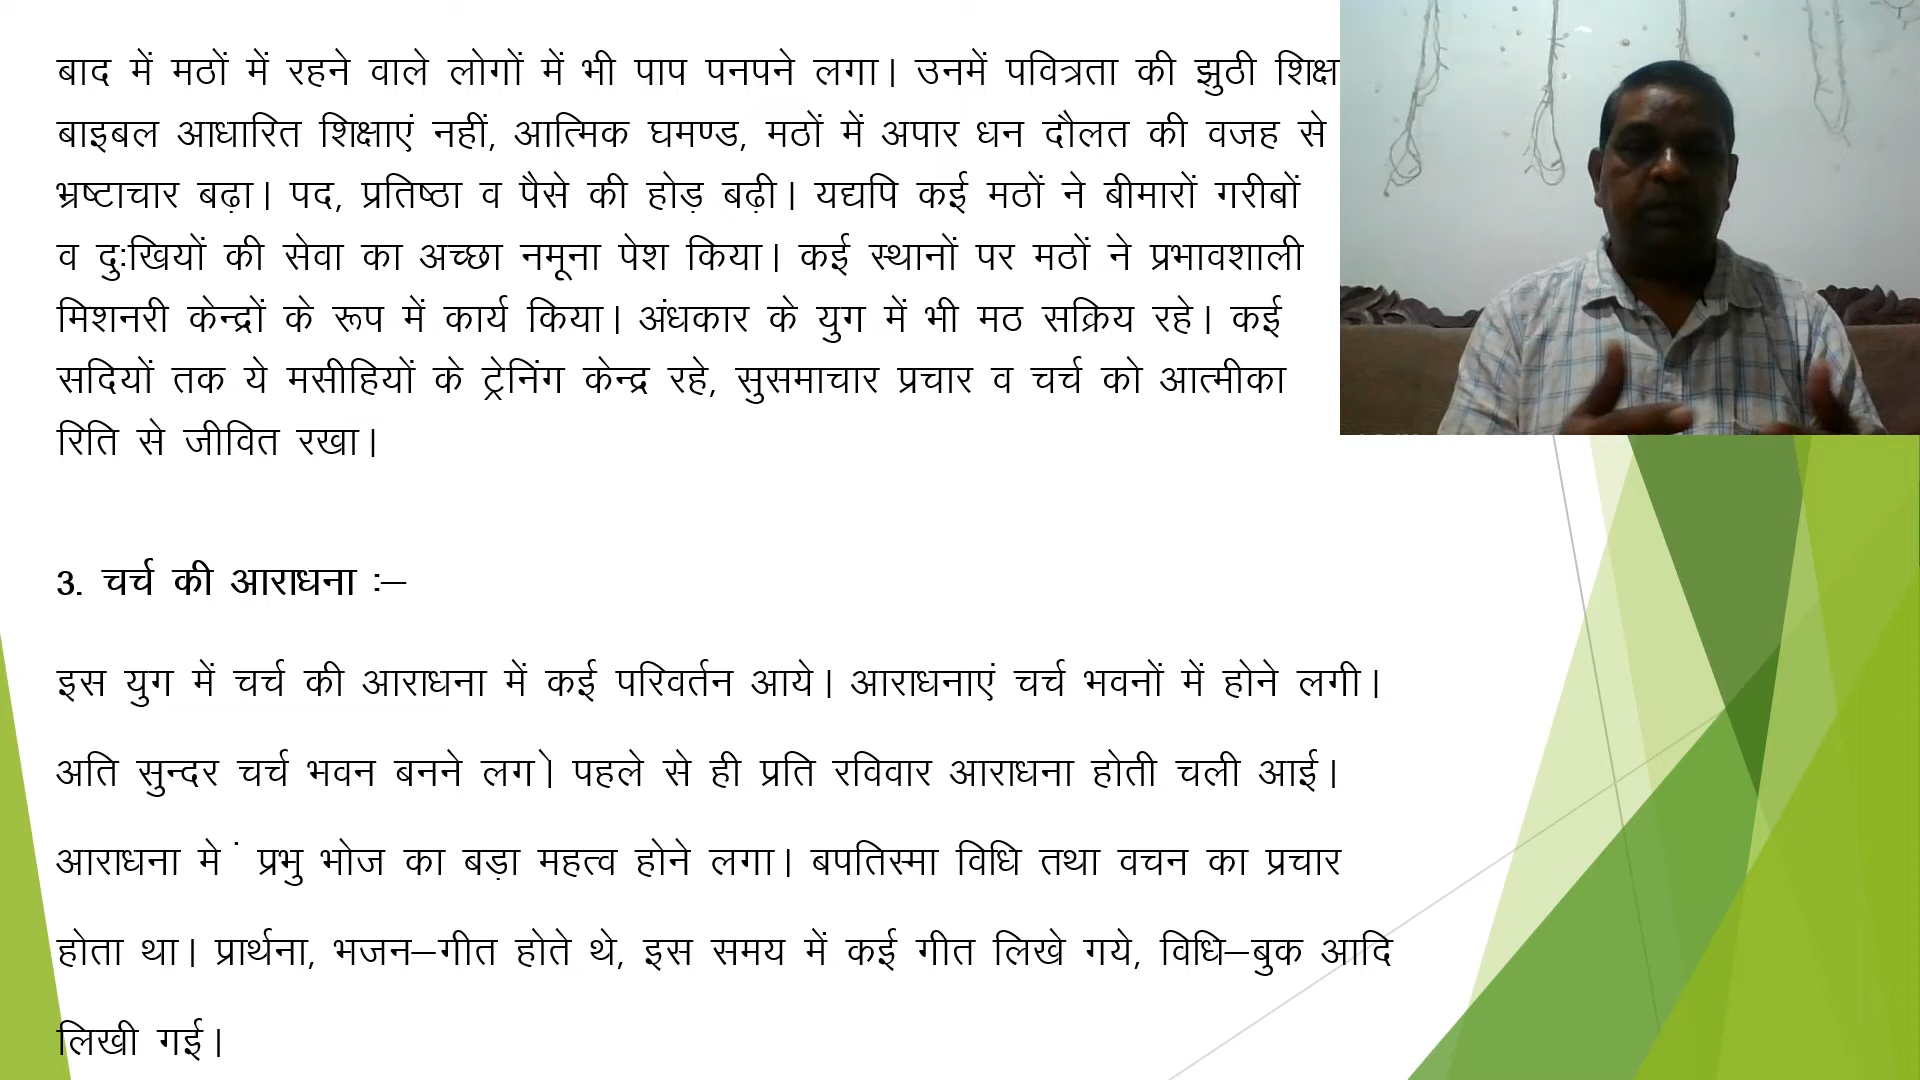 बाद में मठों में रहने वाले लोगों में भी पाप पनपने लगा। उनमें पवित्रता की झुठी
बाइबल आधारित शिक्षाएं नहीं, आत्मिक घमण्ड, मठों में अपार धन दौलत की वजह से
भ्रष्टाचार बढ़ा। पद, प्रतिष्ठा व पैसे की होड़ बढ़ी। यद्यपि कई मठों ने बीमारों गरीबों
व दुःखियों की सेवा का अच्छा नमूना पेश किया। कई स्थानों पर मठों ने प्रभावशाली
मिशनरी केन्द्रों के रूप में कार्य किया। अंधकार के युग में भी मठ सक्रिय रहे। कई
सदियों तक ये मसीहियों के ट्रेनिंग केन्द्र रहे, सुसमाचार प्रचार व चर्च को आत्मीका
रिति से जीवित रखा।
3. चर्च की आराधना :–
इस युग में चर्च की आराधना में कई परिवर्तन आये। आराधनाएं चर्च भवनों में होने लगी।
अति सुन्दर चर्च भवन बनने लगे। पहले से ही प्रति रविवार आराधना होती चली आई।
आराधना में प्रभु भोज का बड़ा महत्व होने लगा। बपतिस्मा विधि तथा वचन का प्रचार
होता था। प्रार्थना, भजन–गीत होते थे, इस समय में कई गीत लिखे गये, विधि–बुक आदि
लिखी गई।